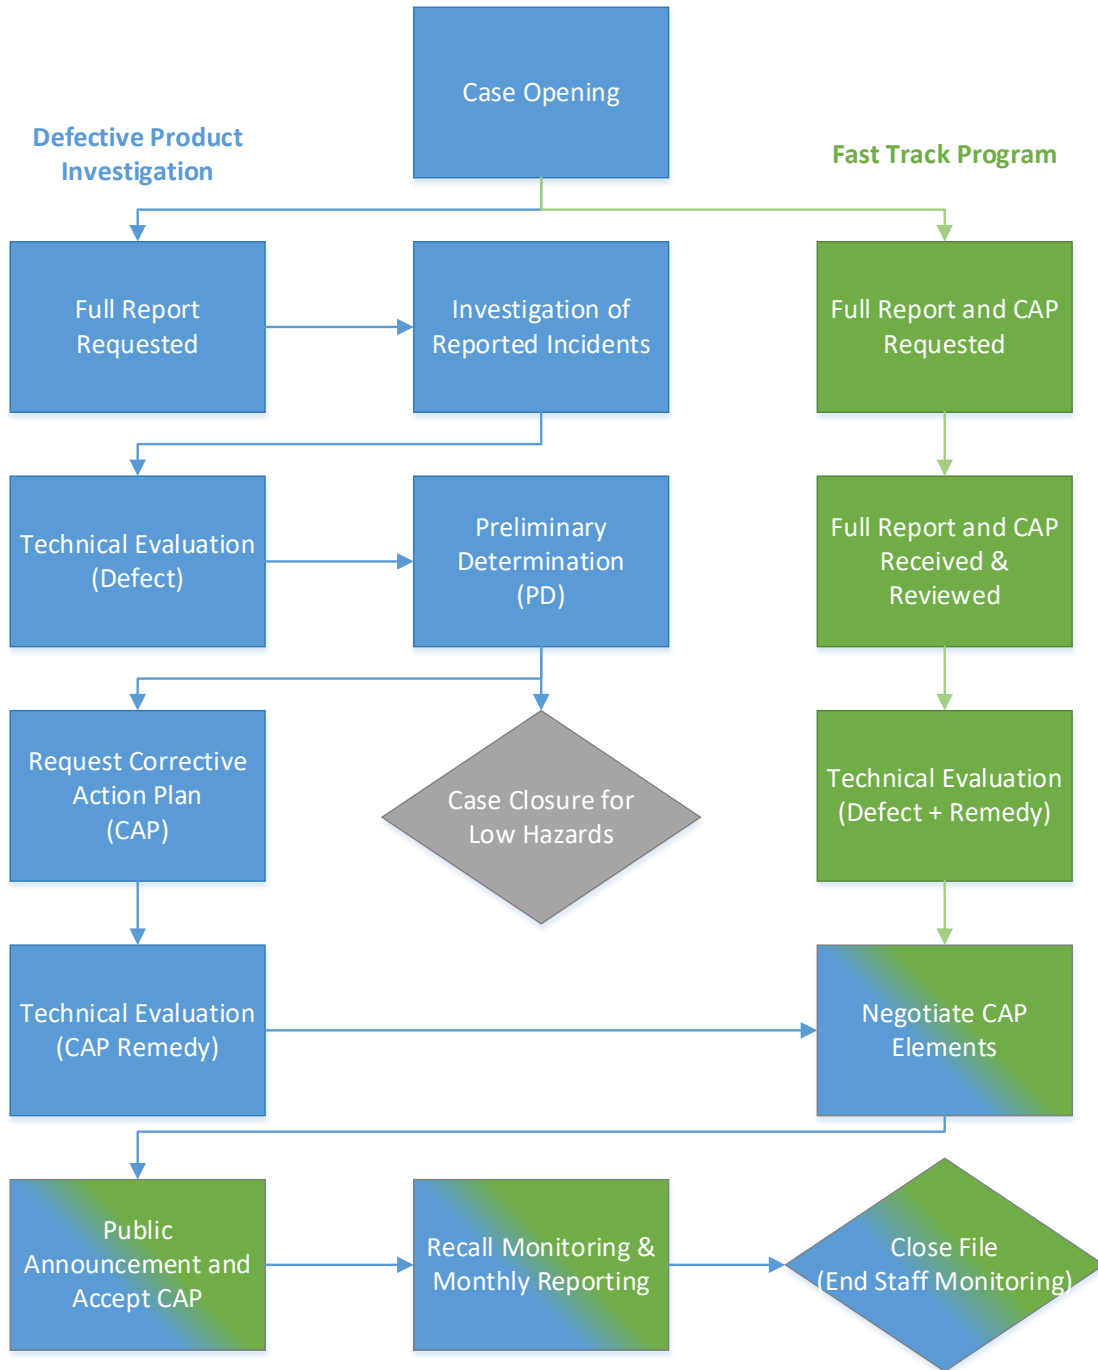 Case Opening
Defective Product
Investigation
Fast Track Program
Full Report
Requested
Investigation of
Reported Incidents
Full Report and CAP
Requested
Technical Evaluation
(Defect)
Preliminary
Determination
(PD)
Full Report and CAP
Received &
Reviewed
Request Corrective
Action Plan
(CAP)
Case Closure for
Low Hazards
Technical Evaluation
(Defect + Remedy)
Technical Evaluation
(CAP Remedy)
Negotiate CAP
Elements
Public
Announcement and
Accept CAP
Recall Monitoring &
Monthly Reporting
Close File
(End Staff Monitoring)